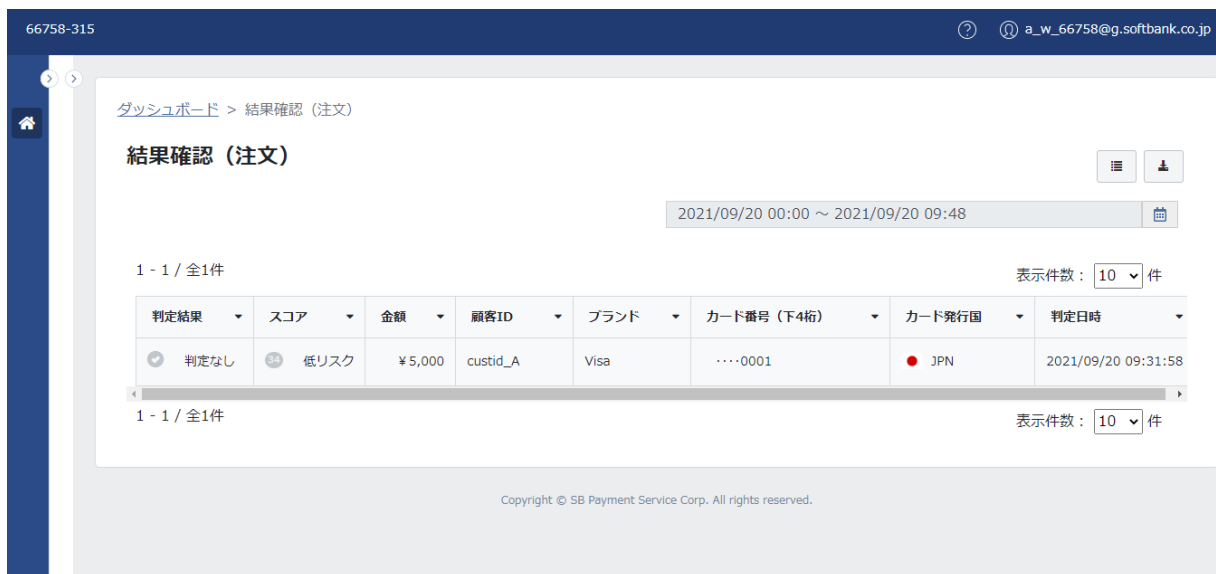 66758-315
a_w_66758@g.softbank.co.jp
ダッシュボード > 結果確認（注文）
結果確認（注文）
2021/09/20 00:00 ～ 2021/09/20 09:48
1 - 1 / 全1件
表示件数： 10 件
判定結果 スコア 金額 顧客ID ブランド カード番号（下4桁） カード発行国 判定日時
判定なし 34 低リスク ¥5,000 custid_A Visa ····0001 JPN 2021/09/20 09:31:58
1 - 1 / 全1件
表示件数： 10 件
Copyright © SB Payment Service Corp. All rights reserved.